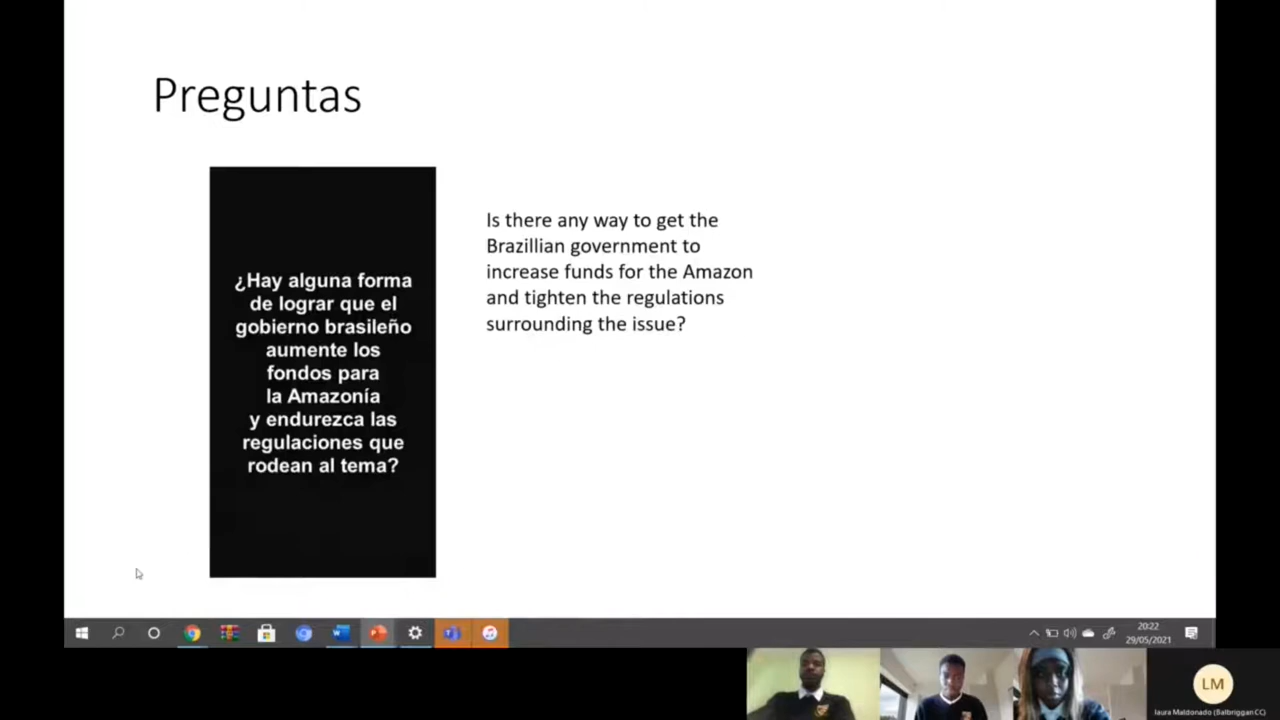 Preguntas
¿Hay alguna forma
de lograr que el
gobierno brasileño
aumente los
fondos para
la Amazonía
y endurezca las
regulaciones que
rodean al tema?
Is there any way to get the
Brazillian government to
increase funds for the Amazon
and tighten the regulations
surrounding the issue?
20:22
29/05/2021
LM
laura Maldonado (Balbriggan CC)